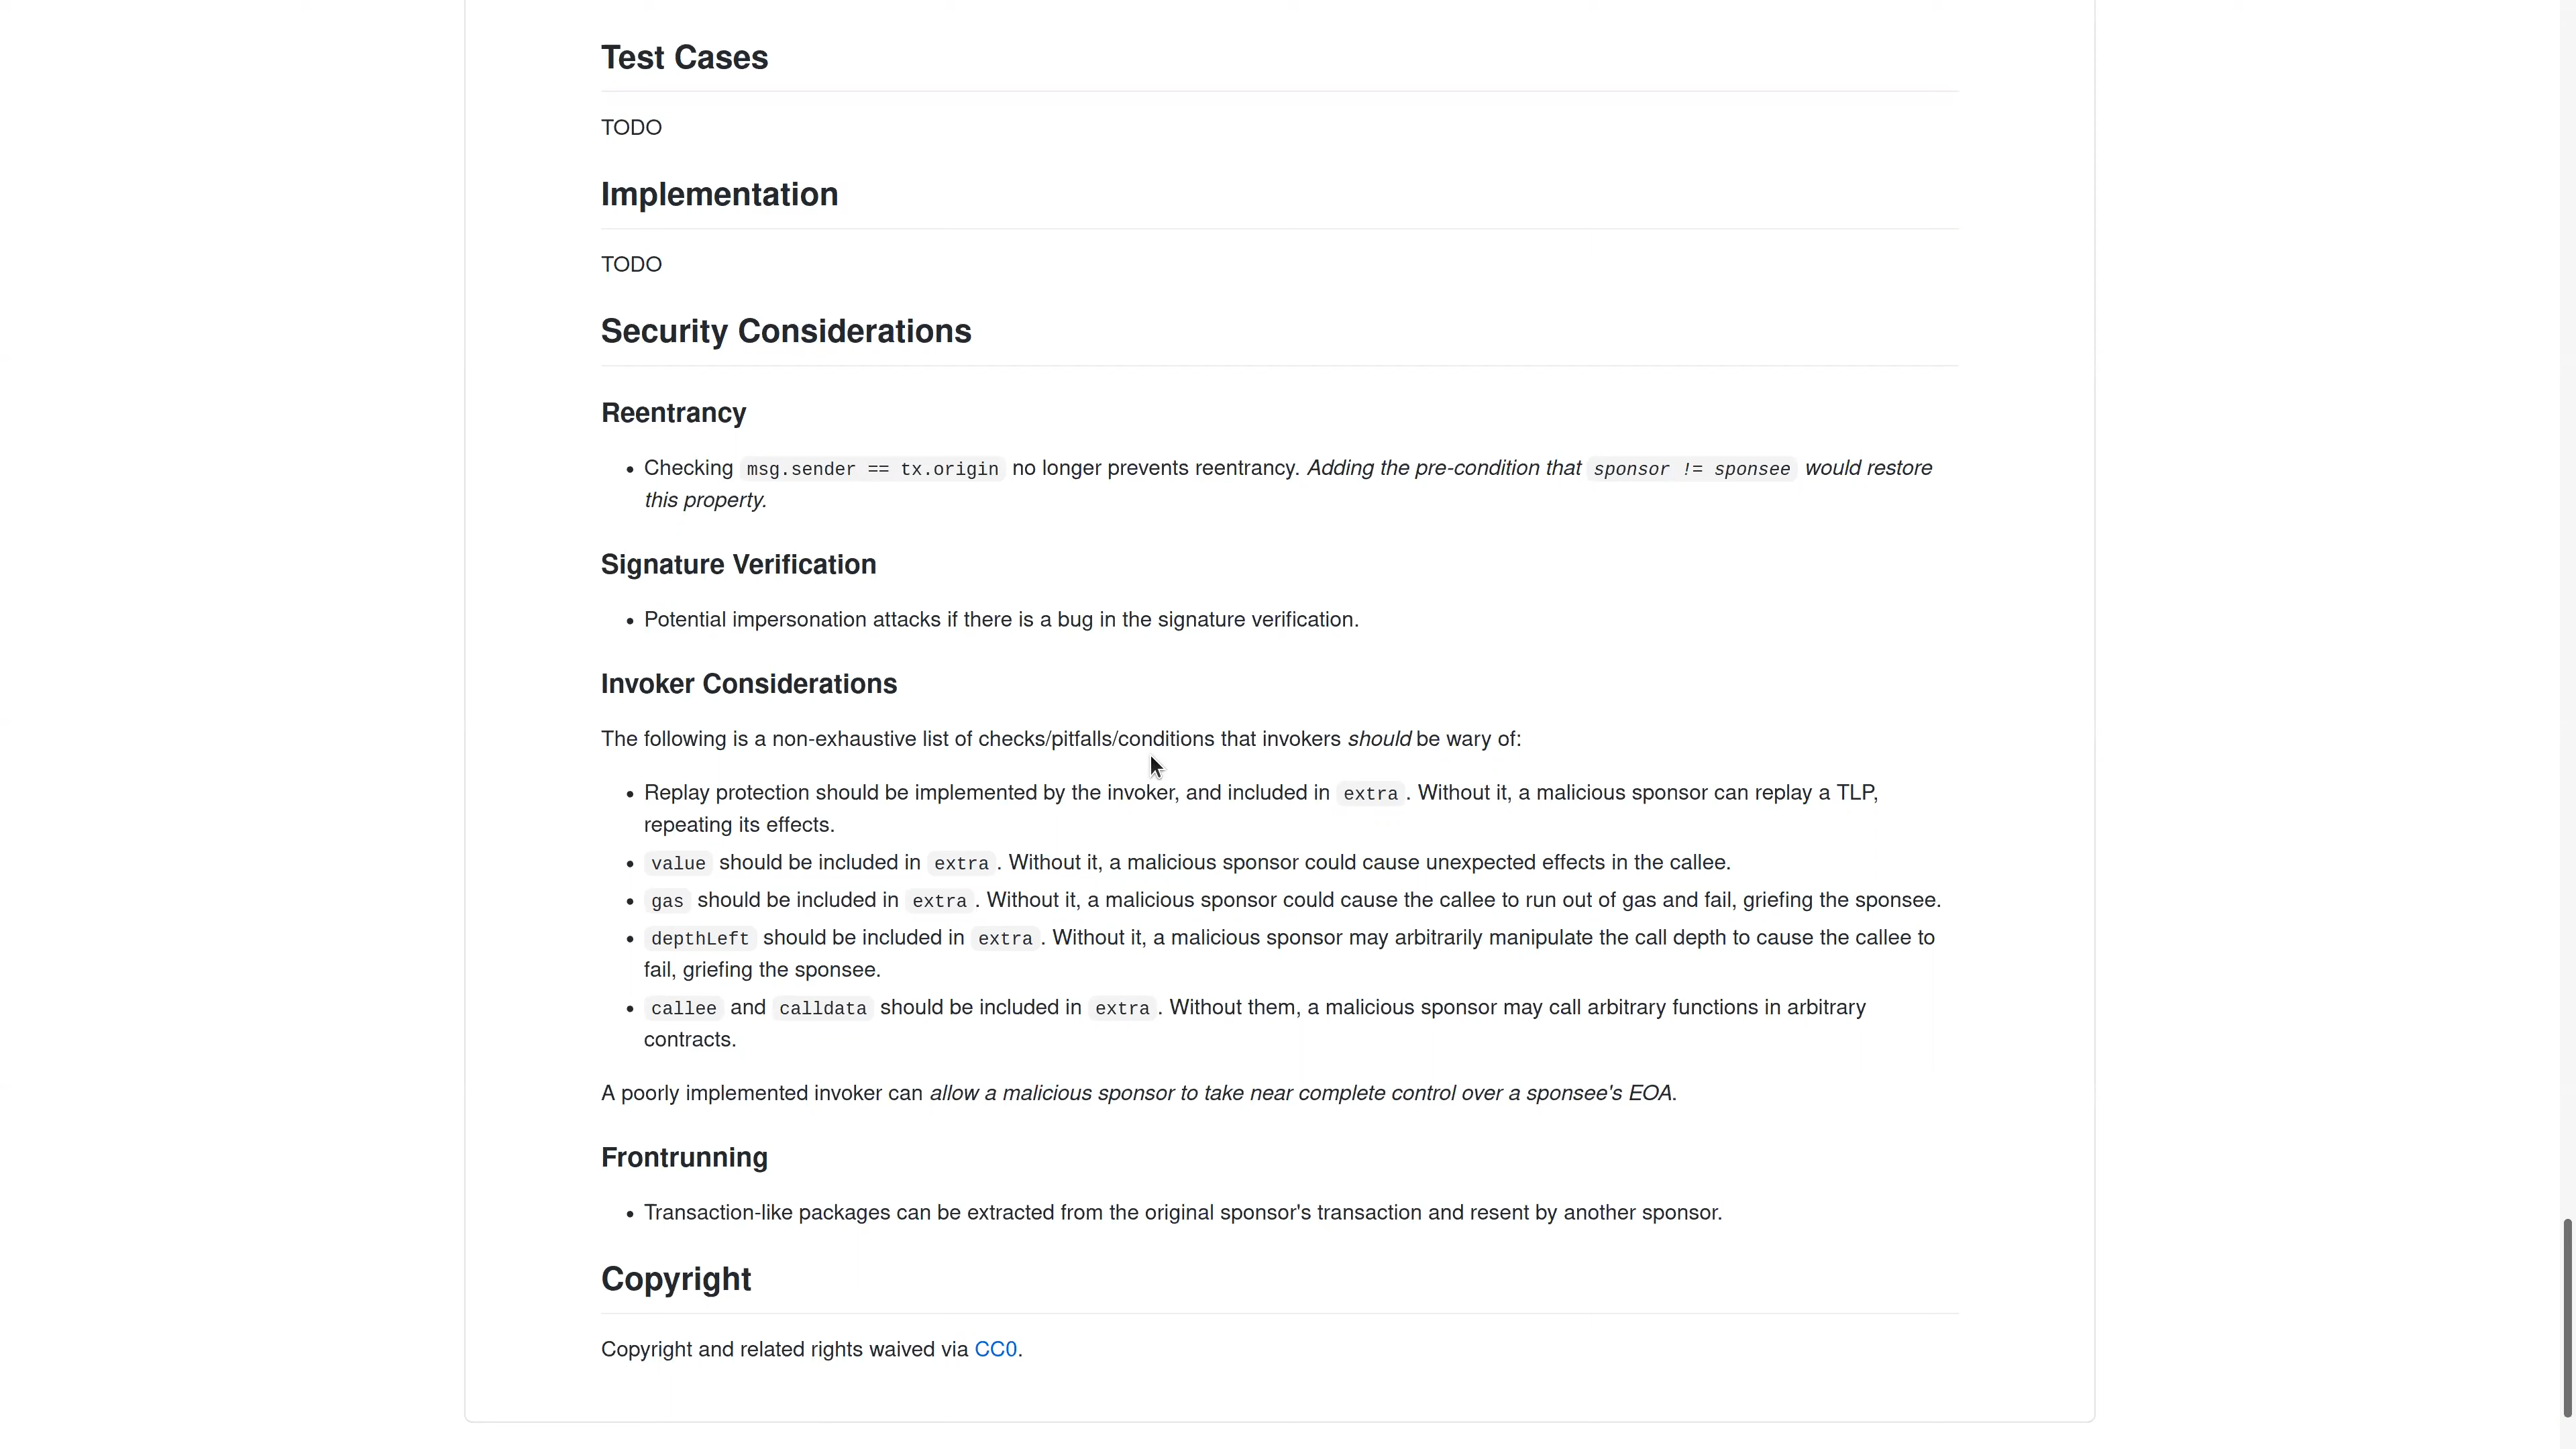 Test Cases
TODO
Implementation
TODO
Security Considerations
Reentrancy
Checking msg.sender == tx.origin no longer prevents reentrancy. Adding the pre-condition that sponsor != sponsee would restore
this property.
Signature Verification
Potential impersonation attacks if there is a bug in the signature verification.
Invoker Considerations
The following is a non-exhaustive list of checks/pitfalls/conditions that invokers should be wary of:
Replay protection should be implemented by the invoker, and included in extra. Without it, a malicious sponsor can replay a TLP,
repeating its effects.
value should be included in extra. Without it, a malicious sponsor could cause unexpected effects in the callee.
gas should be included in extra. Without it, a malicious sponsor could cause the callee to run out of gas and fail, griefing the sponsee.
depthLeft should be included in extra. Without it, a malicious sponsor may arbitrarily manipulate the call depth to cause the callee to
fail, griefing the sponsee.
callee and calldata should be included in extra. Without them, a malicious sponsor may call arbitrary functions in arbitrary
contracts.
A poorly implemented invoker can allow a malicious sponsor to take near complete control over a sponsee's EOA.
Frontrunning
Transaction-like packages can be extracted from the original sponsor's transaction and resent by another sponsor.
Copyright
Copyright and related rights waived via CC0.